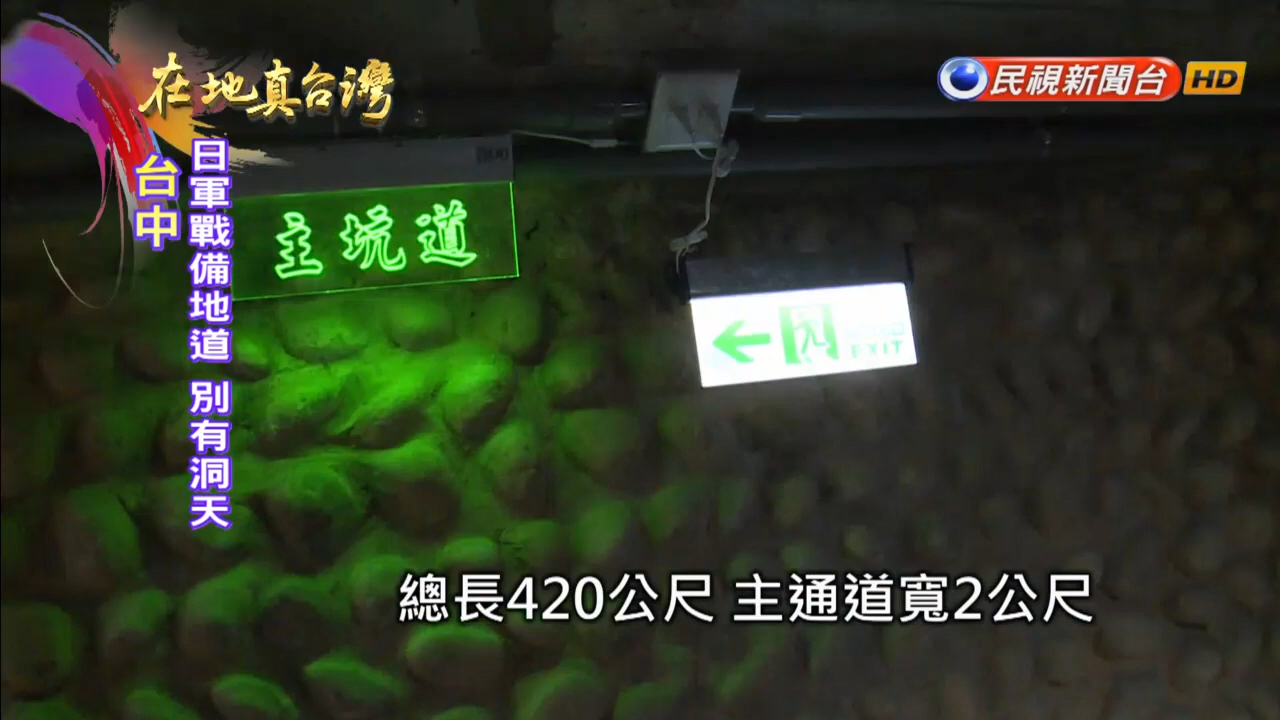 在地真台灣
民視新聞台 HD
台中
日軍戰備地道 別有洞天
主坑道
EXIT
總長420公尺 主通道寬2公尺